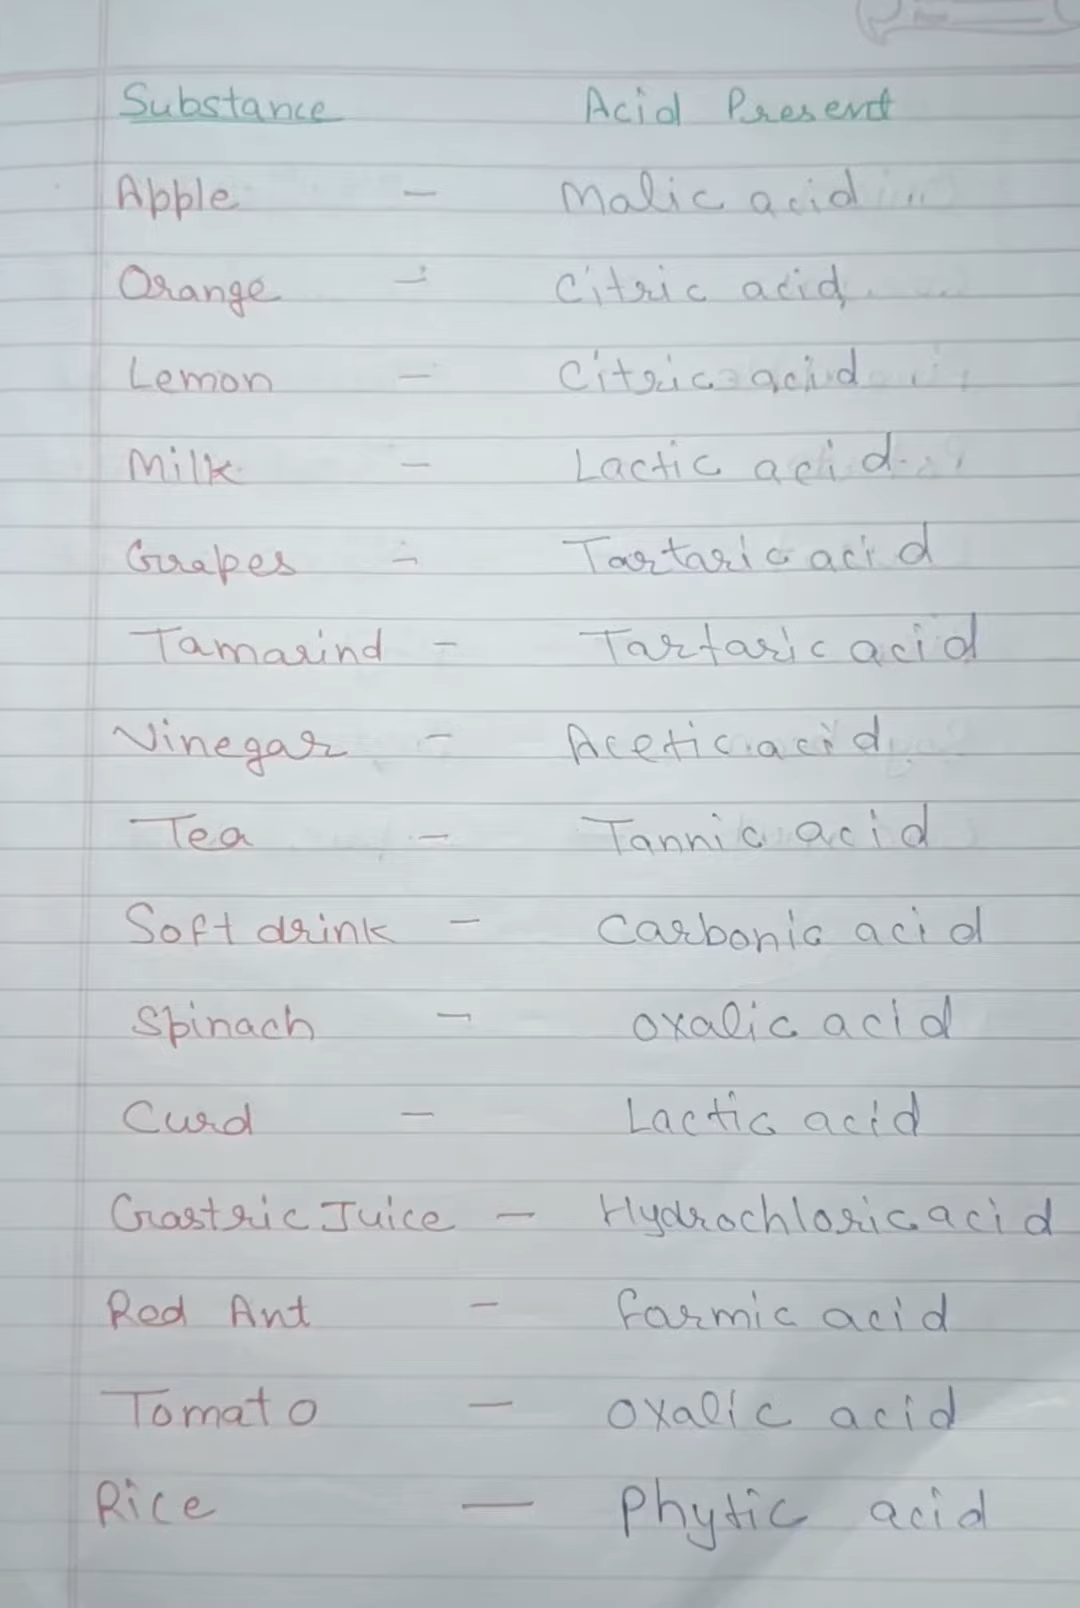 Substance Acid Present
Apple - Malic acid
Orange - Citric acid
Lemon - Citric acid
Milk - Lactic acid
Grapes - Tartaric acid
Tamarind - Tartaric acid
Vinegar - Acetic acid
Tea - Tannic acid
Soft drink - Carbonic acid
Spinach - oxalic acid
Curd - Lactic acid
Grastric Juice - Hydrochloric acid
Red Ant - farmic acid
Tomato - oxalic acid
Rice - Phytic acid